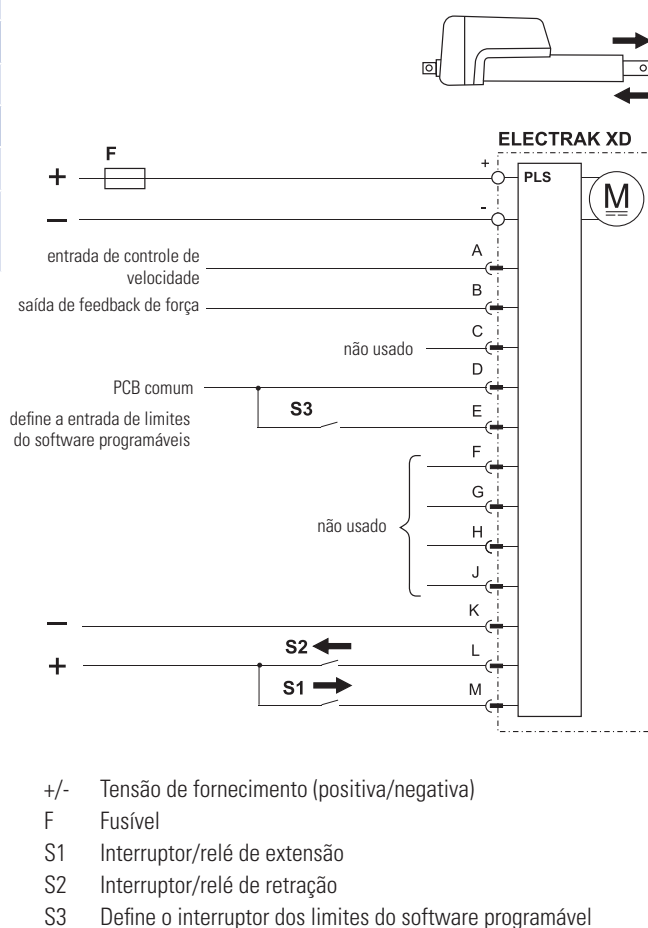 ELECTRAK XD
F
+
+
PLS
M
−
-
entrada de controle de
velocidade
A
saída de feedback de força
B
não usado
C
PCB comum
D
define a entrada de limites
do software programáveis
S3
E
F
G
não usado
H
J
−
K
S2
L
+
S1
M
+/- Tensão de fornecimento (positiva/negativa)
F Fusível
S1 Interruptor/relé de extensão
S2 Interruptor/relé de retração
S3 Define o interruptor dos limites do software programável